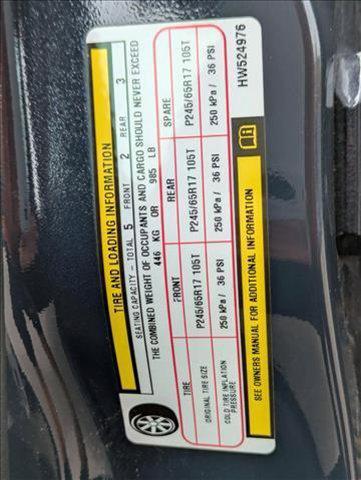 TIRE AND LOADING INFORMATION
SEATING CAPACITY - TOTAL 5 FRONT 2 REAR 3
THE COMBINED WEIGHT OF OCCUPANTS AND CARGO SHOULD NEVER EXCEED
446 KG OR 985 LB
TIRE FRONT REAR SPARE
ORIGINAL TIRE SIZE P245/65R17 105T P245/65R17 105T P245/65R17 105T
COLD TIRE INFLATION
PRESSURE 250 kPa / 36 PSI 250 kPa / 36 PSI 250 kPa / 36 PSI
SEE OWNERS MANUAL FOR ADDITIONAL INFORMATION
HW524976